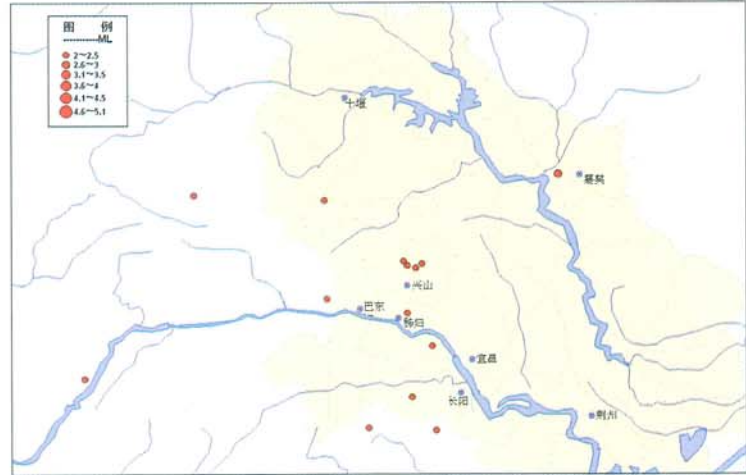 图 例
ML
2～2.5
2.6～3
3.1～3.5
3.6～4
4.1～4.5
4.6～5.1
十堰
襄樊
兴山
巴东
秭归
宜昌
长阳
荆州